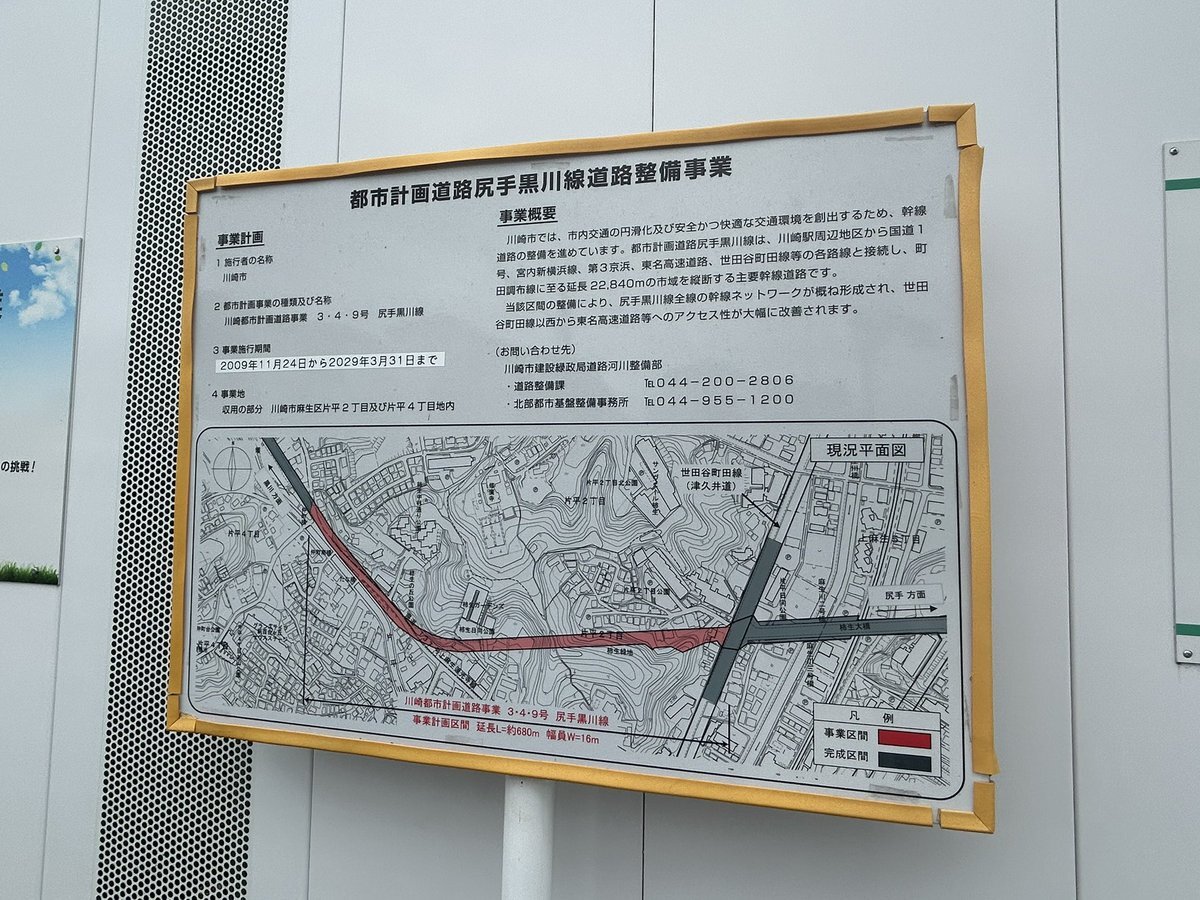 都市計画道路尻手黒川線道路整備事業
事業計画
1 施行者の名称
川崎市
2 都市計画事業の種類及び名称
川崎都市計画道路事業 3・4・9号 尻手黒川線
3 事業施行期間
2009年11月24日から2029年3月31日まで
4 事業地
収用の部分 川崎市麻生区片平2丁目及び片平4丁目地内
事業概要
川崎市では、市内交通の円滑化及び安全かつ快適な交通環境を創出するため、幹線
道路の整備を進めています。都市計画道路尻手黒川線は、川崎駅周辺地区から国道1
号、宮内新横浜線、第3京浜、東名高速道路、世田谷町田線等の各路線と接続し、町
田調布線に至る延長22,840mの市域を縦断する主要幹線道路です。
当該区間の整備により、尻手黒川線全線の幹線ネットワークが概ね形成され、世田
谷町田線以西から東名高速道路等へのアクセス性が大幅に改善されます。
(お問い合わせ先)
川崎市建設緑政局道路河川整備部
・道路整備課 ℡044-200-2806
・北部都市基盤整備事務所 ℡044-955-1200
現況平面図
世田谷町田線
(津久井道)
片平2丁目北公園
片平2丁目
片平4丁目
上麻生6丁目
尻手方面
柿生大橋
片平2丁目
柿生緑地
川崎都市計画道路事業 3・4・9号 尻手黒川線
事業計画区間 延長L=約680m 幅員W=16m
凡例
事業区間
完成区間
の挑戦!